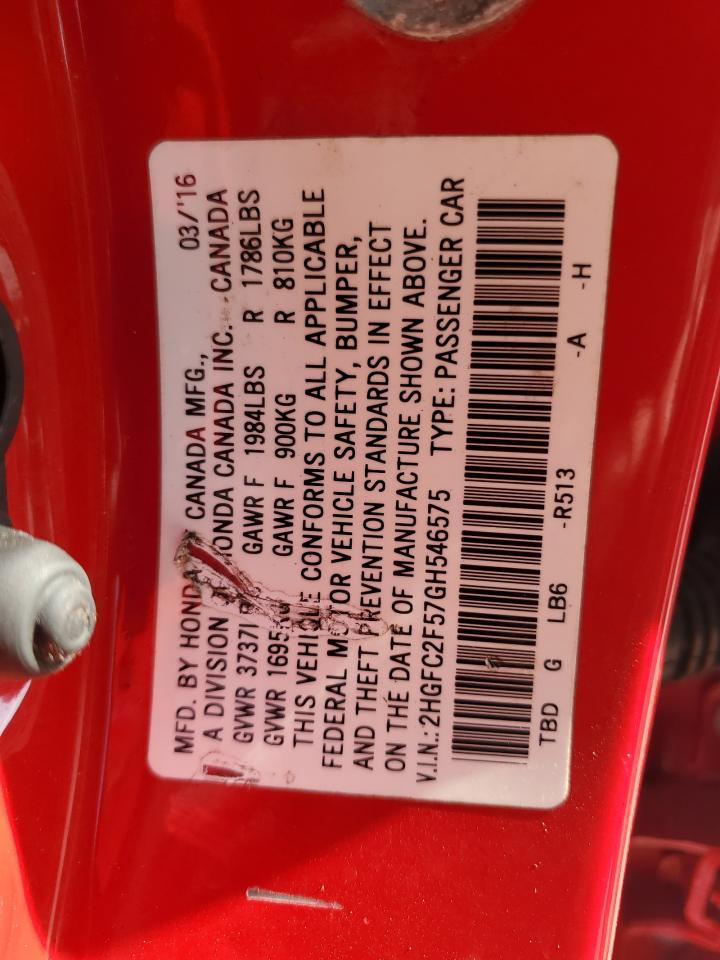 MFD. BY HONDA CANADA MFG., 03/'16
A DIVISION HONDA CANADA INC. CANADA
GVWR 3737 GAWR F 1984LBS R 1786LBS
GVWR 1695 GAWR F 900KG R 810KG
THIS VEHICLE CONFORMS TO ALL APPLICABLE
FEDERAL MOTOR VEHICLE SAFETY, BUMPER,
AND THEFT PREVENTION STANDARDS IN EFFECT
ON THE DATE OF MANUFACTURE SHOWN ABOVE.
V.I.N.: 2HGFC2F57GH546575 TYPE: PASSENGER CAR
TBD G LB6 -R513 -A -H